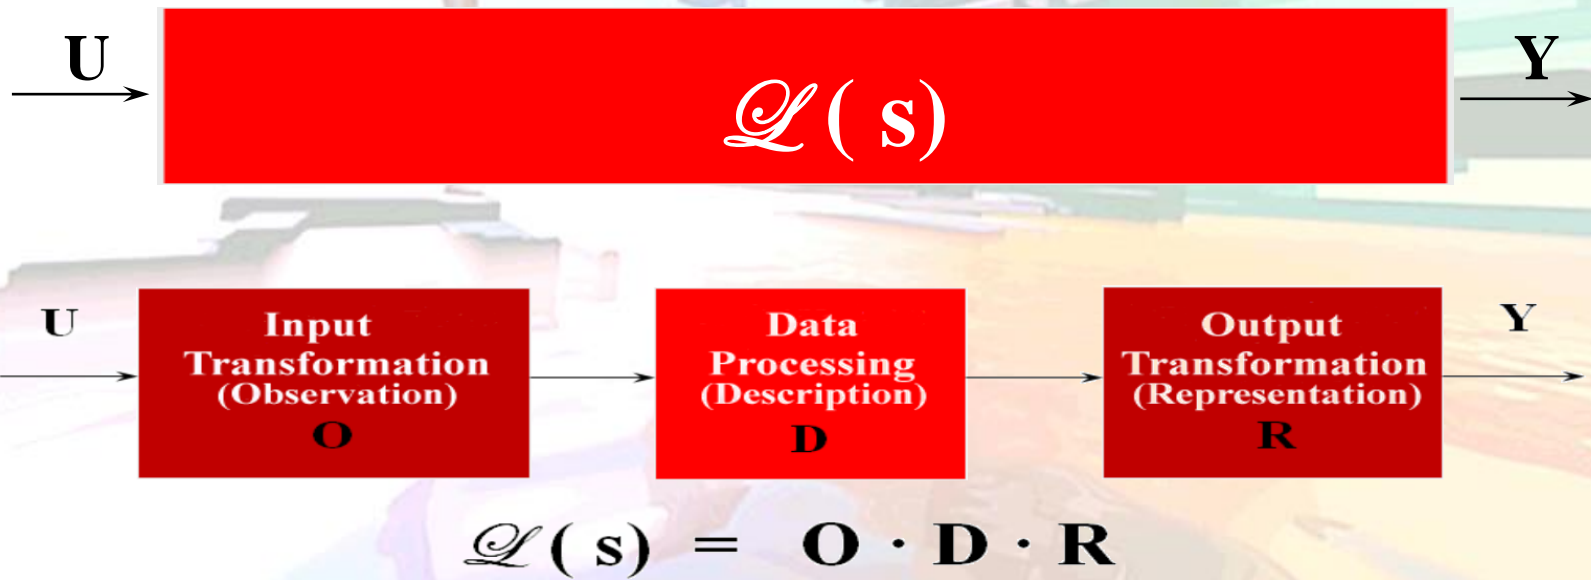 U
Y
ℒ( s)
U
Input
Transformation
(Observation)
O
Data
Processing
(Description)
D
Output
Transformation
(Representation)
R
Y
ℒ( s) = O · D · R